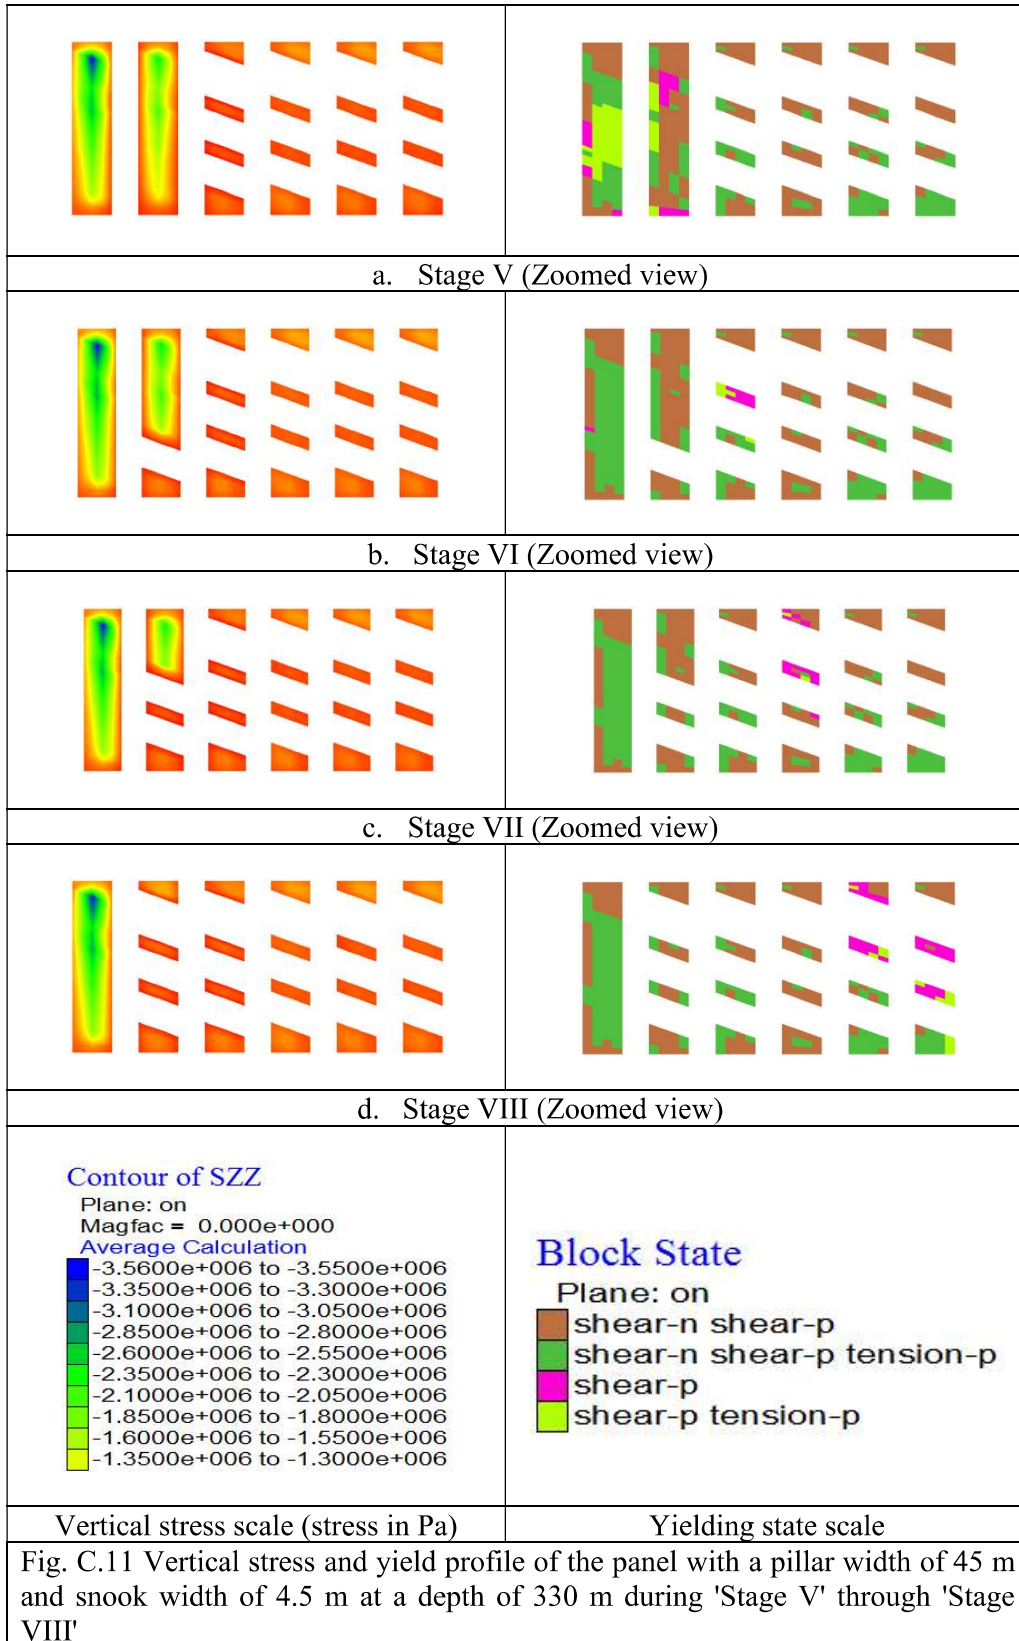 a. Stage V (Zoomed view)
b. Stage VI (Zoomed view)
c. Stage VII (Zoomed view)
d. Stage VIII (Zoomed view)
Contour of SZZ
Plane: on
Magfac = 0.000e+000
Average Calculation
-3.5600e+006 to -3.5500e+006
-3.3500e+006 to -3.3000e+006
-3.1000e+006 to -3.0500e+006
-2.8500e+006 to -2.8000e+006
-2.6000e+006 to -2.5500e+006
-2.3500e+006 to -2.3000e+006
-2.1000e+006 to -2.0500e+006
-1.8500e+006 to -1.8000e+006
-1.6000e+006 to -1.5500e+006
-1.3500e+006 to -1.3000e+006
Block State
Plane: on
shear-n shear-p
shear-n shear-p tension-p
shear-p
shear-p tension-p
Vertical stress scale (stress in Pa)
Yielding state scale
Fig. C.11 Vertical stress and yield profile of the panel with a pillar width of 45 m
and snook width of 4.5 m at a depth of 330 m during 'Stage V' through 'Stage
VIII'